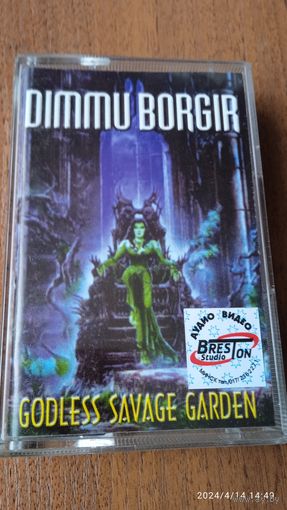 DIMMU BORGIR
АУДИО ВИДЕО
BRESTON
Studio
GODLESS SAVAGE GARDEN
2024/4/14 14:49